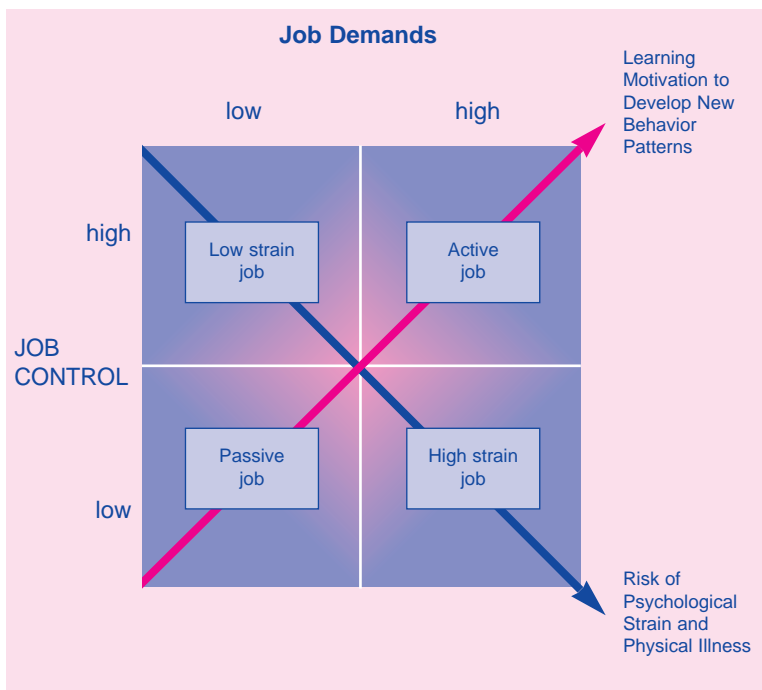 Job Demands
Learning
Motivation to
Develop New
Behavior
Patterns
low
high
high
Low strain
job
Active
job
JOB
CONTROL
Passive
job
High strain
job
low
Risk of
Psychological
Strain and
Physical Illness